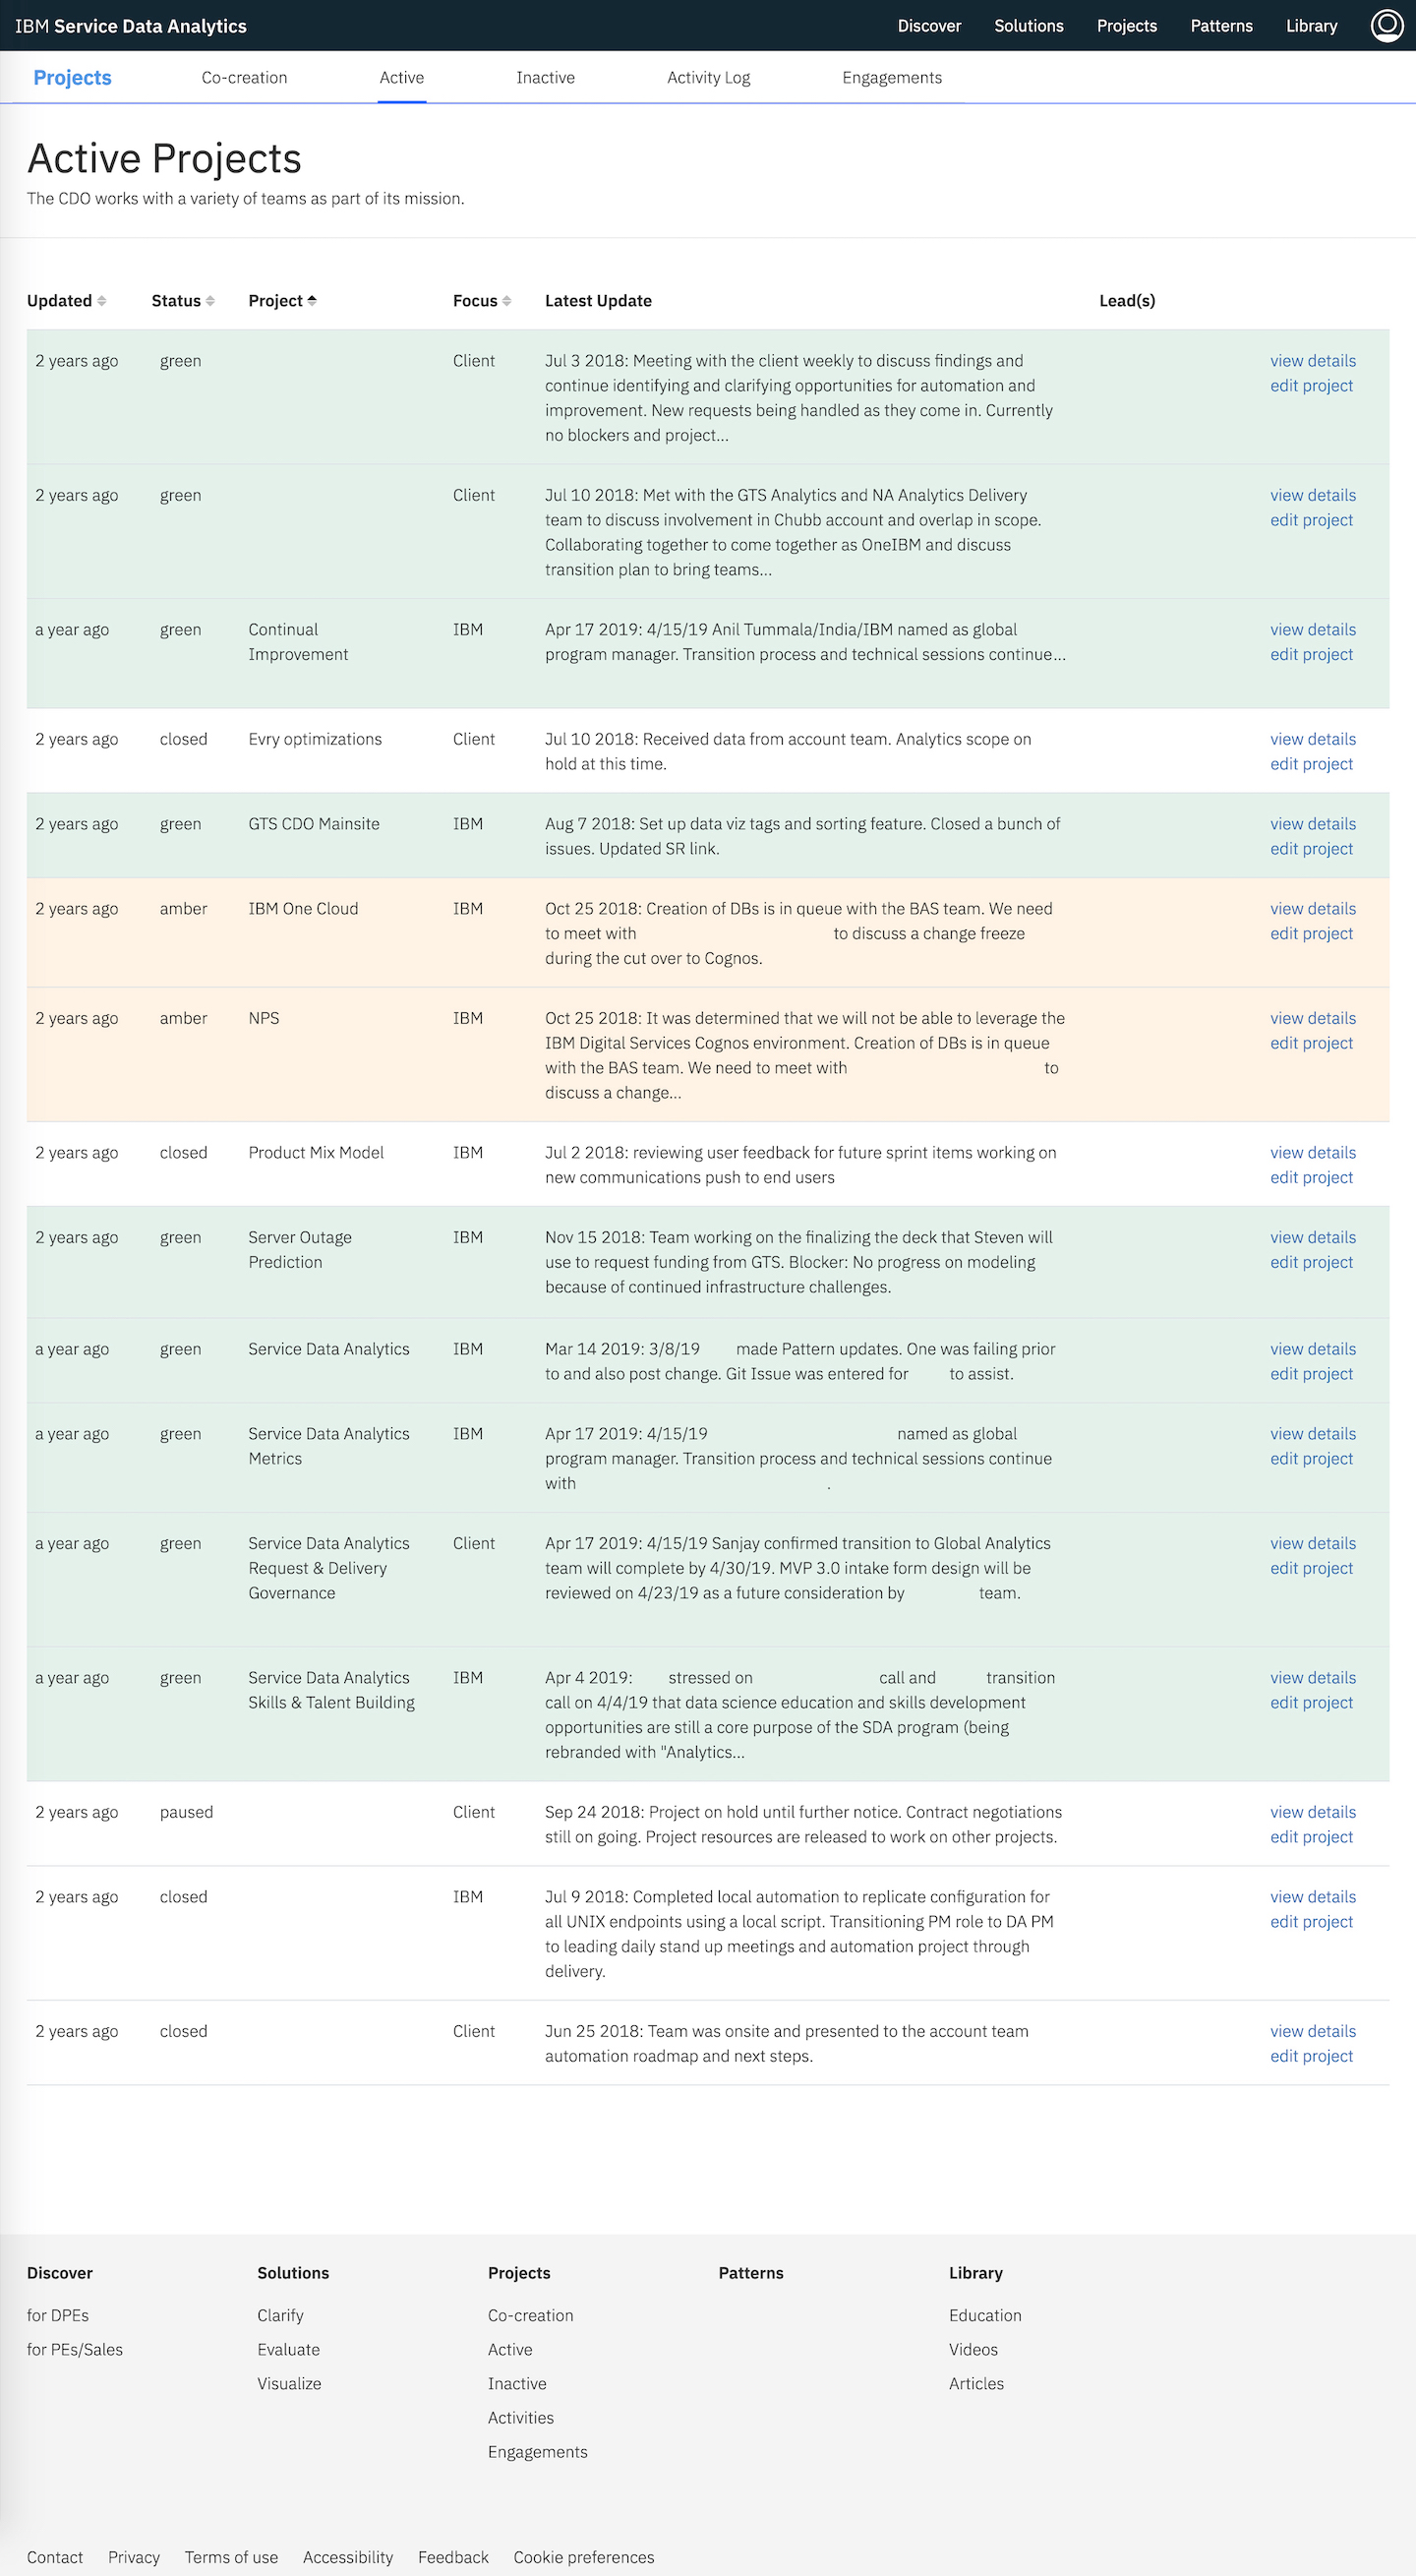 IBM Service Data Analytics
Discover Solutions Projects Patterns Library
Projects Co-creation Active Inactive Activity Log Engagements
Active Projects
The CDO works with a variety of teams as part of its mission.
Updated Status Project Focus Latest Update Lead(s)
2 years ago green Client Jul 3 2018: Meeting with the client weekly to discuss findings and view details
continue identifying and clarifying opportunities for automation and edit project
improvement. New requests being handled as they come in. Currently
no blockers and project...
2 years ago green Client Jul 10 2018: Met with the GTS Analytics and NA Analytics Delivery view details
team to discuss involvement in Chubb account and overlap in scope. edit project
Collaborating together to come together as OneIBM and discuss
transition plan to bring teams...
a year ago green Continual IBM Apr 17 2019: 4/15/19 Anil Tummala/India/IBM named as global view details
Improvement program manager. Transition process and technical sessions continue... edit project
2 years ago closed Evry optimizations Client Jul 10 2018: Received data from account team. Analytics scope on view details
hold at this time. edit project
2 years ago green GTS CDO Mainsite IBM Aug 7 2018: Set up data viz tags and sorting feature. Closed a bunch of view details
issues. Updated SR link. edit project
2 years ago amber IBM One Cloud IBM Oct 25 2018: Creation of DBs is in queue with the BAS team. We need view details
to meet with to discuss a change freeze edit project
during the cut over to Cognos.
2 years ago amber NPS IBM Oct 25 2018: It was determined that we will not be able to leverage the view details
IBM Digital Services Cognos environment. Creation of DBs is in queue edit project
with the BAS team. We need to meet with to
discuss a change...
2 years ago closed Product Mix Model IBM Jul 2 2018: reviewing user feedback for future sprint items working on view details
new communications push to end users edit project
2 years ago green Server Outage IBM Nov 15 2018: Team working on the finalizing the deck that Steven will view details
Prediction use to request funding from GTS. Blocker: No progress on modeling edit project
because of continued infrastructure challenges.
a year ago green Service Data Analytics IBM Mar 14 2019: 3/8/19 made Pattern updates. One was failing prior view details
to and also post change. Git Issue was entered for to assist. edit project
a year ago green Service Data Analytics IBM Apr 17 2019: 4/15/19 named as global view details
Metrics program manager. Transition process and technical sessions continue edit project
with .
a year ago green Service Data Analytics Client Apr 17 2019: 4/15/19 Sanjay confirmed transition to Global Analytics view details
Request & Delivery team will complete by 4/30/19. MVP 3.0 intake form design will be edit project
Governance reviewed on 4/23/19 as a future consideration by team.
a year ago green Service Data Analytics IBM Apr 4 2019: stressed on call and transition view details
Skills & Talent Building call on 4/4/19 that data science education and skills development edit project
opportunities are still a core purpose of the SDA program (being
rebranded with "Analytics...
2 years ago paused Client Sep 24 2018: Project on hold until further notice. Contract negotiations view details
still on going. Project resources are released to work on other projects. edit project
2 years ago closed IBM Jul 9 2018: Completed local automation to replicate configuration for view details
all UNIX endpoints using a local script. Transitioning PM role to DA PM edit project
to leading daily stand up meetings and automation project through
delivery.
2 years ago closed Client Jun 25 2018: Team was onsite and presented to the account team view details
automation roadmap and next steps. edit project
Discover Solutions Projects Patterns Library
for DPEs Clarify Co-creation Education
for PEs/Sales Evaluate Active Videos
Visualize Inactive Articles
Activities
Engagements
Contact Privacy Terms of use Accessibility Feedback Cookie preferences